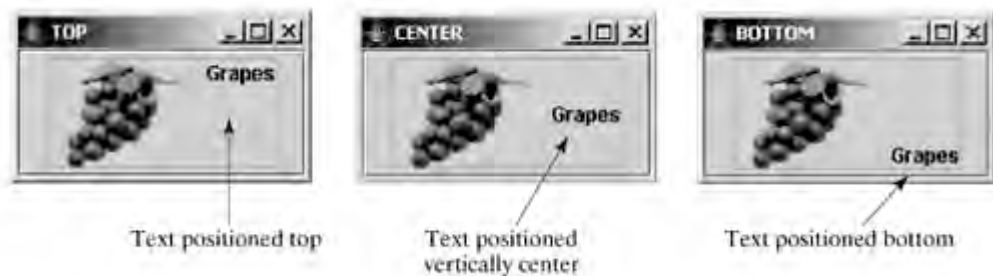 TOP
Grapes
Text positioned top
CENTER
Grapes
Text positioned
vertically center
BOTTOM
Grapes
Text positioned bottom